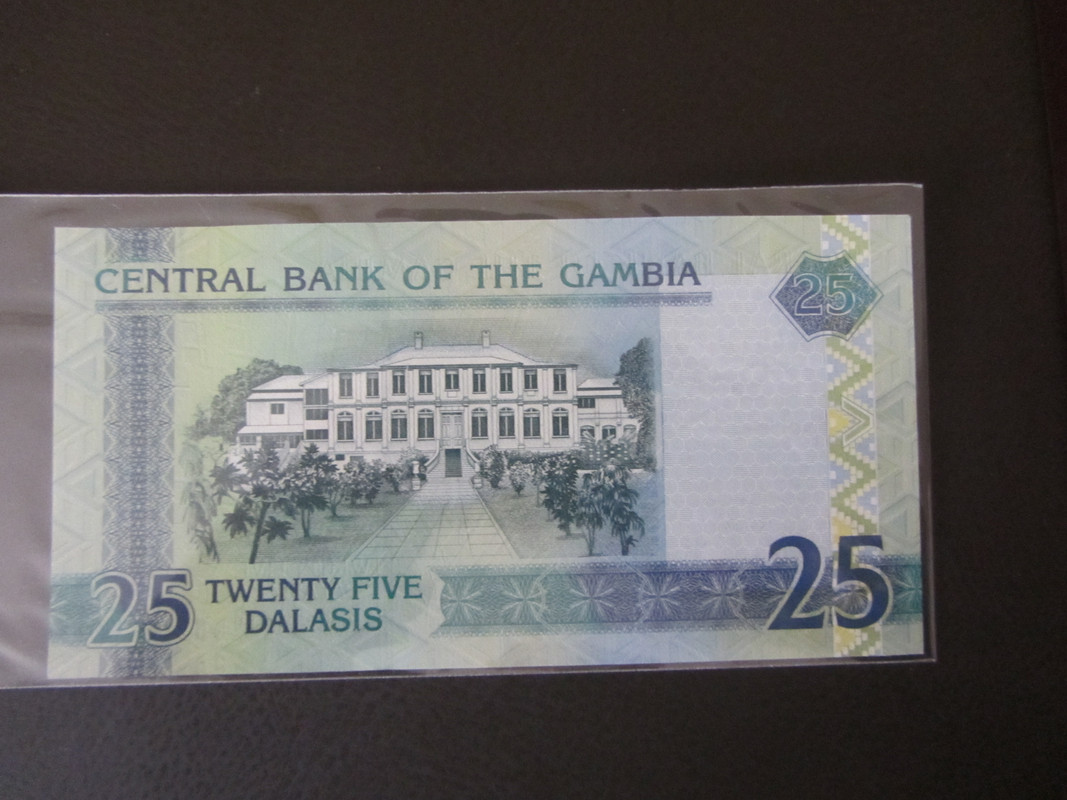 CENTRAL BANK OF THE GAMBIA
25
25
TWENTY FIVE
DALASIS
25